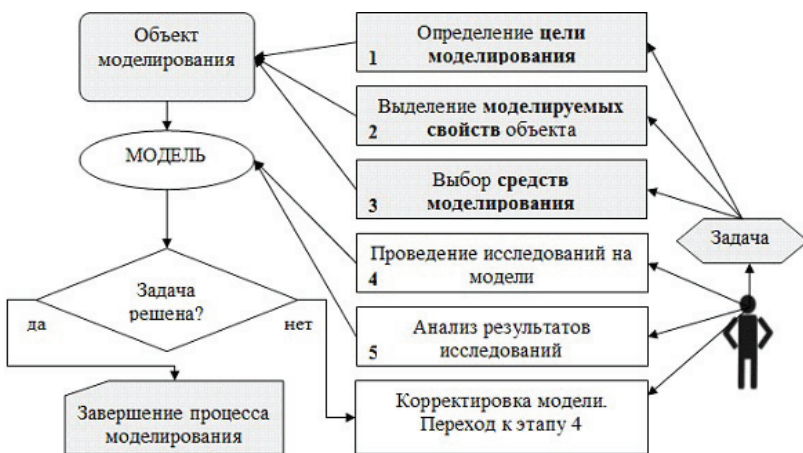 Объект
моделирования
МОДЕЛЬ
Задача
решена?
да
нет
Завершение процесса
моделирования
Определение цели
1 моделирования
Выделение моделируемых
2 свойств объекта
Выбор средств
3 моделирования
Проведение исследований на
4 модели
Анализ результатов
5 исследований
Корректировка модели.
Переход к этапу 4
Задача